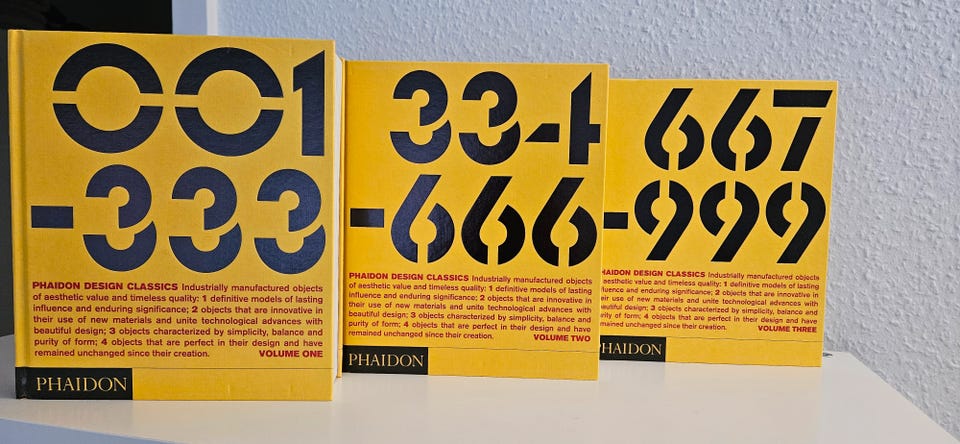 001
-333
PHAIDON DESIGN CLASSICS Industrially manufactured objects
of aesthetic value and timeless quality: 1 definitive models of lasting
influence and enduring significance; 2 objects that are innovative in
their use of new materials and unite technological advances with
beautiful design; 3 objects characterized by simplicity, balance and
purity of form; 4 objects that are perfect in their design and have
remained unchanged since their creation. VOLUME ONE
PHAIDON
334
-666
PHAIDON DESIGN CLASSICS Industrially manufactured objects
of aesthetic value and timeless quality: 1 definitive models of lasting
influence and enduring significance; 2 objects that are innovative in
their use of new materials and unite technological advances with
beautiful design; 3 objects characterized by simplicity, balance and
purity of form; 4 objects that are perfect in their design and have
remained unchanged since their creation. VOLUME TWO
PHAIDON
667
-999
PHAIDON DESIGN CLASSICS Industrially manufactured objects
aesthetic value and timeless quality: 1 definitive models of lasting
influence and enduring significance; 2 objects that are innovative in
their use of new materials and unite technological advances with
beautiful design; 3 objects characterized by simplicity, balance and
purity of form; 4 objects that are perfect in their design and have
remained unchanged since their creation. VOLUME THREE
PHAIDON